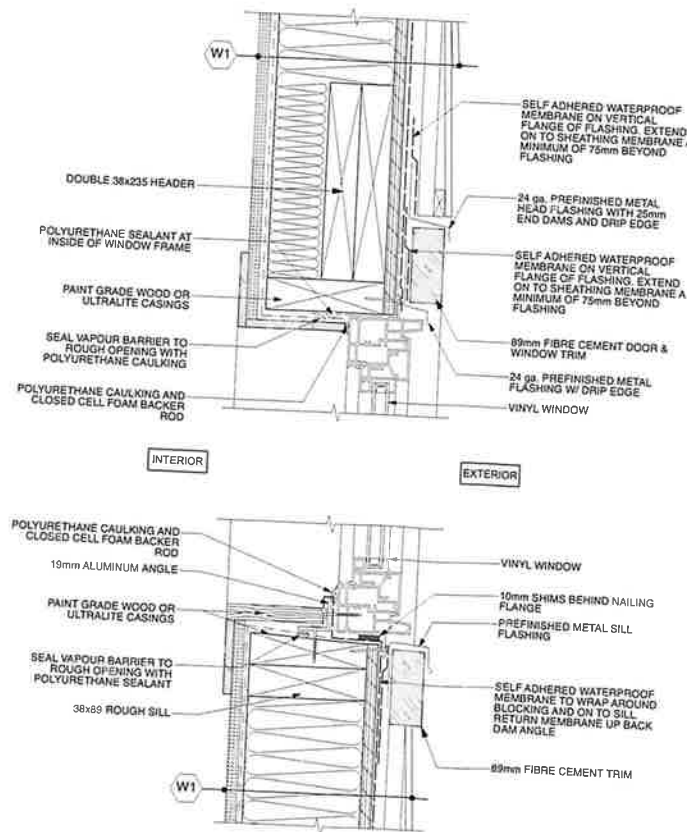 W1
SELF ADHERED WATERPROOF
MEMBRANE ON VERTICAL
FLANGE OF FLASHING. EXTEND
ON TO SHEATHING MEMBRANE A
MINIMUM OF 75mm BEYOND
FLASHING
DOUBLE 38x235 HEADER
24 ga. PREFINISHED METAL
HEAD FLASHING WITH 25mm
END DAMS AND DRIP EDGE
POLYURETHANE SEALANT AT
INSIDE OF WINDOW FRAME
SELF ADHERED WATERPROOF
MEMBRANE ON VERTICAL
FLANGE OF FLASHING. EXTEND
ON TO SHEATHING MEMBRANE A
MINIMUM OF 75mm BEYOND
FLASHING
PAINT GRADE WOOD OR
ULTRALITE CASINGS
SEAL VAPOUR BARRIER TO
ROUGH OPENING WITH
POLYURETHANE CAULKING
89mm FIBRE CEMENT DOOR &
WINDOW TRIM
24 ga. PREFINISHED METAL
FLASHING W/ DRIP EDGE
POLYURETHANE CAULKING AND
CLOSED CELL FOAM BACKER
ROD
VINYL WINDOW
INTERIOR
EXTERIOR
POLYURETHANE CAULKING AND
CLOSED CELL FOAM BACKER
ROD
VINYL WINDOW
19mm ALUMINUM ANGLE
10mm SHIMS BEHIND NAILING
FLANGE
PAINT GRADE WOOD OR
ULTRALITE CASINGS
PREFINISHED METAL SILL
FLASHING
SEAL VAPOUR BARRIER TO
ROUGH OPENING WITH
POLYURETHANE SEALANT
SELF ADHERED WATERPROOF
MEMBRANE TO WRAP AROUND
BLOCKING AND ON TO SILL
RETURN MEMBRANE UP BACK
DAM ANGLE
38x89 ROUGH SILL
89mm FIBRE CEMENT TRIM
W1